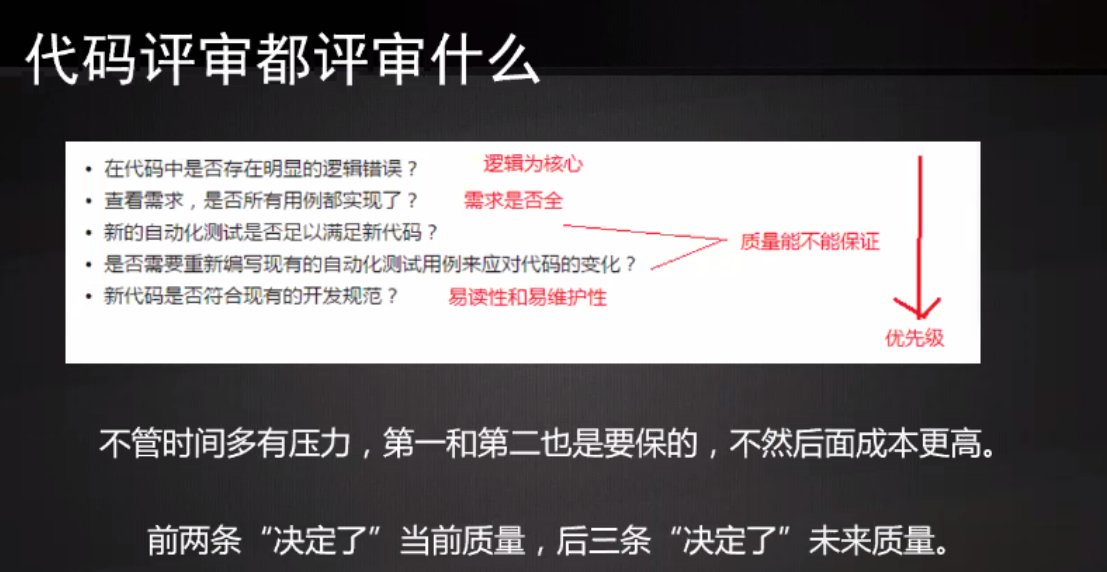 代码评审都评审什么
• 在代码中是否存在明显的逻辑错误？ 逻辑为核心
• 查看需求，是否所有用例都实现了？ 需求是否全
• 新的自动化测试是否足以满足新代码？
质量能不能保证
• 是否需要重新编写现有的自动化测试用例来应对代码的变化？
• 新代码是否符合现有的开发规范？ 易读性和易维护性
优先级
不管时间多有压力，第一和第二也是要保的，不然后面成本更高。
前两条“决定了”当前质量，后三条“决定了”未来质量。